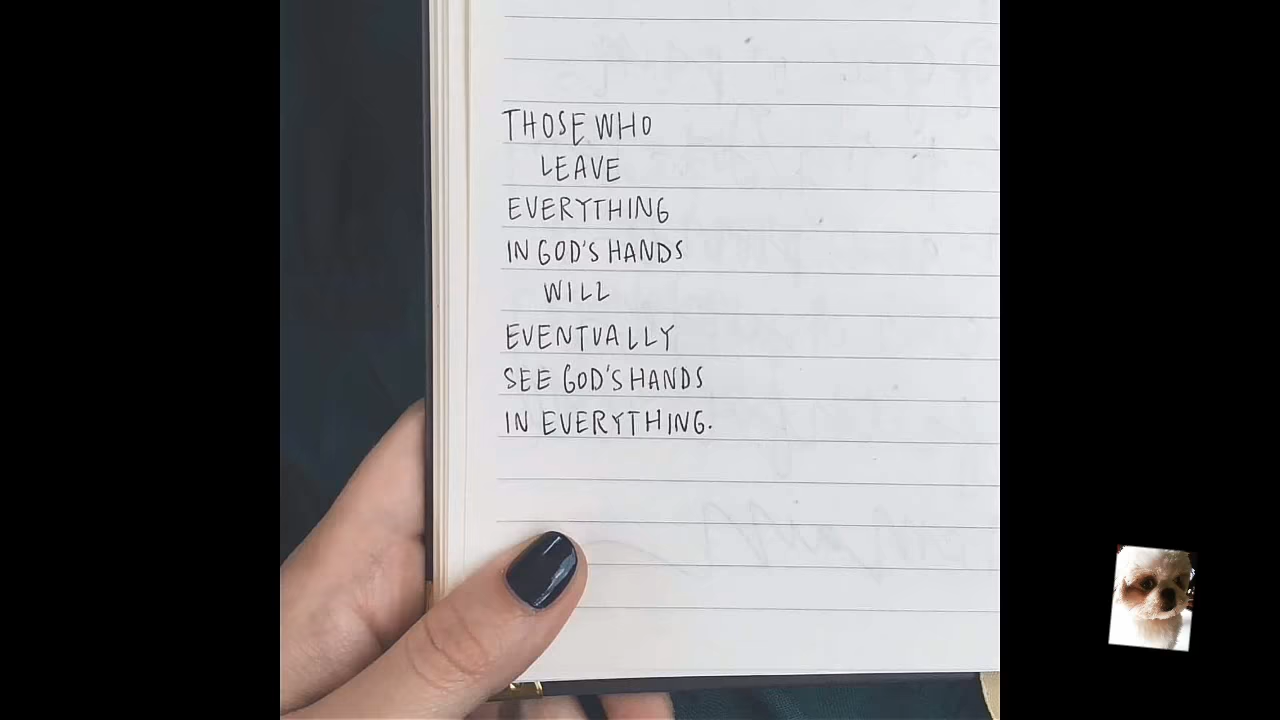 THOSE WHO
LEAVE
EVERYTHING
IN GOD'S HANDS
WILL
EVENTUALLY
SEE GOD'S HANDS
IN EVERYTHING.